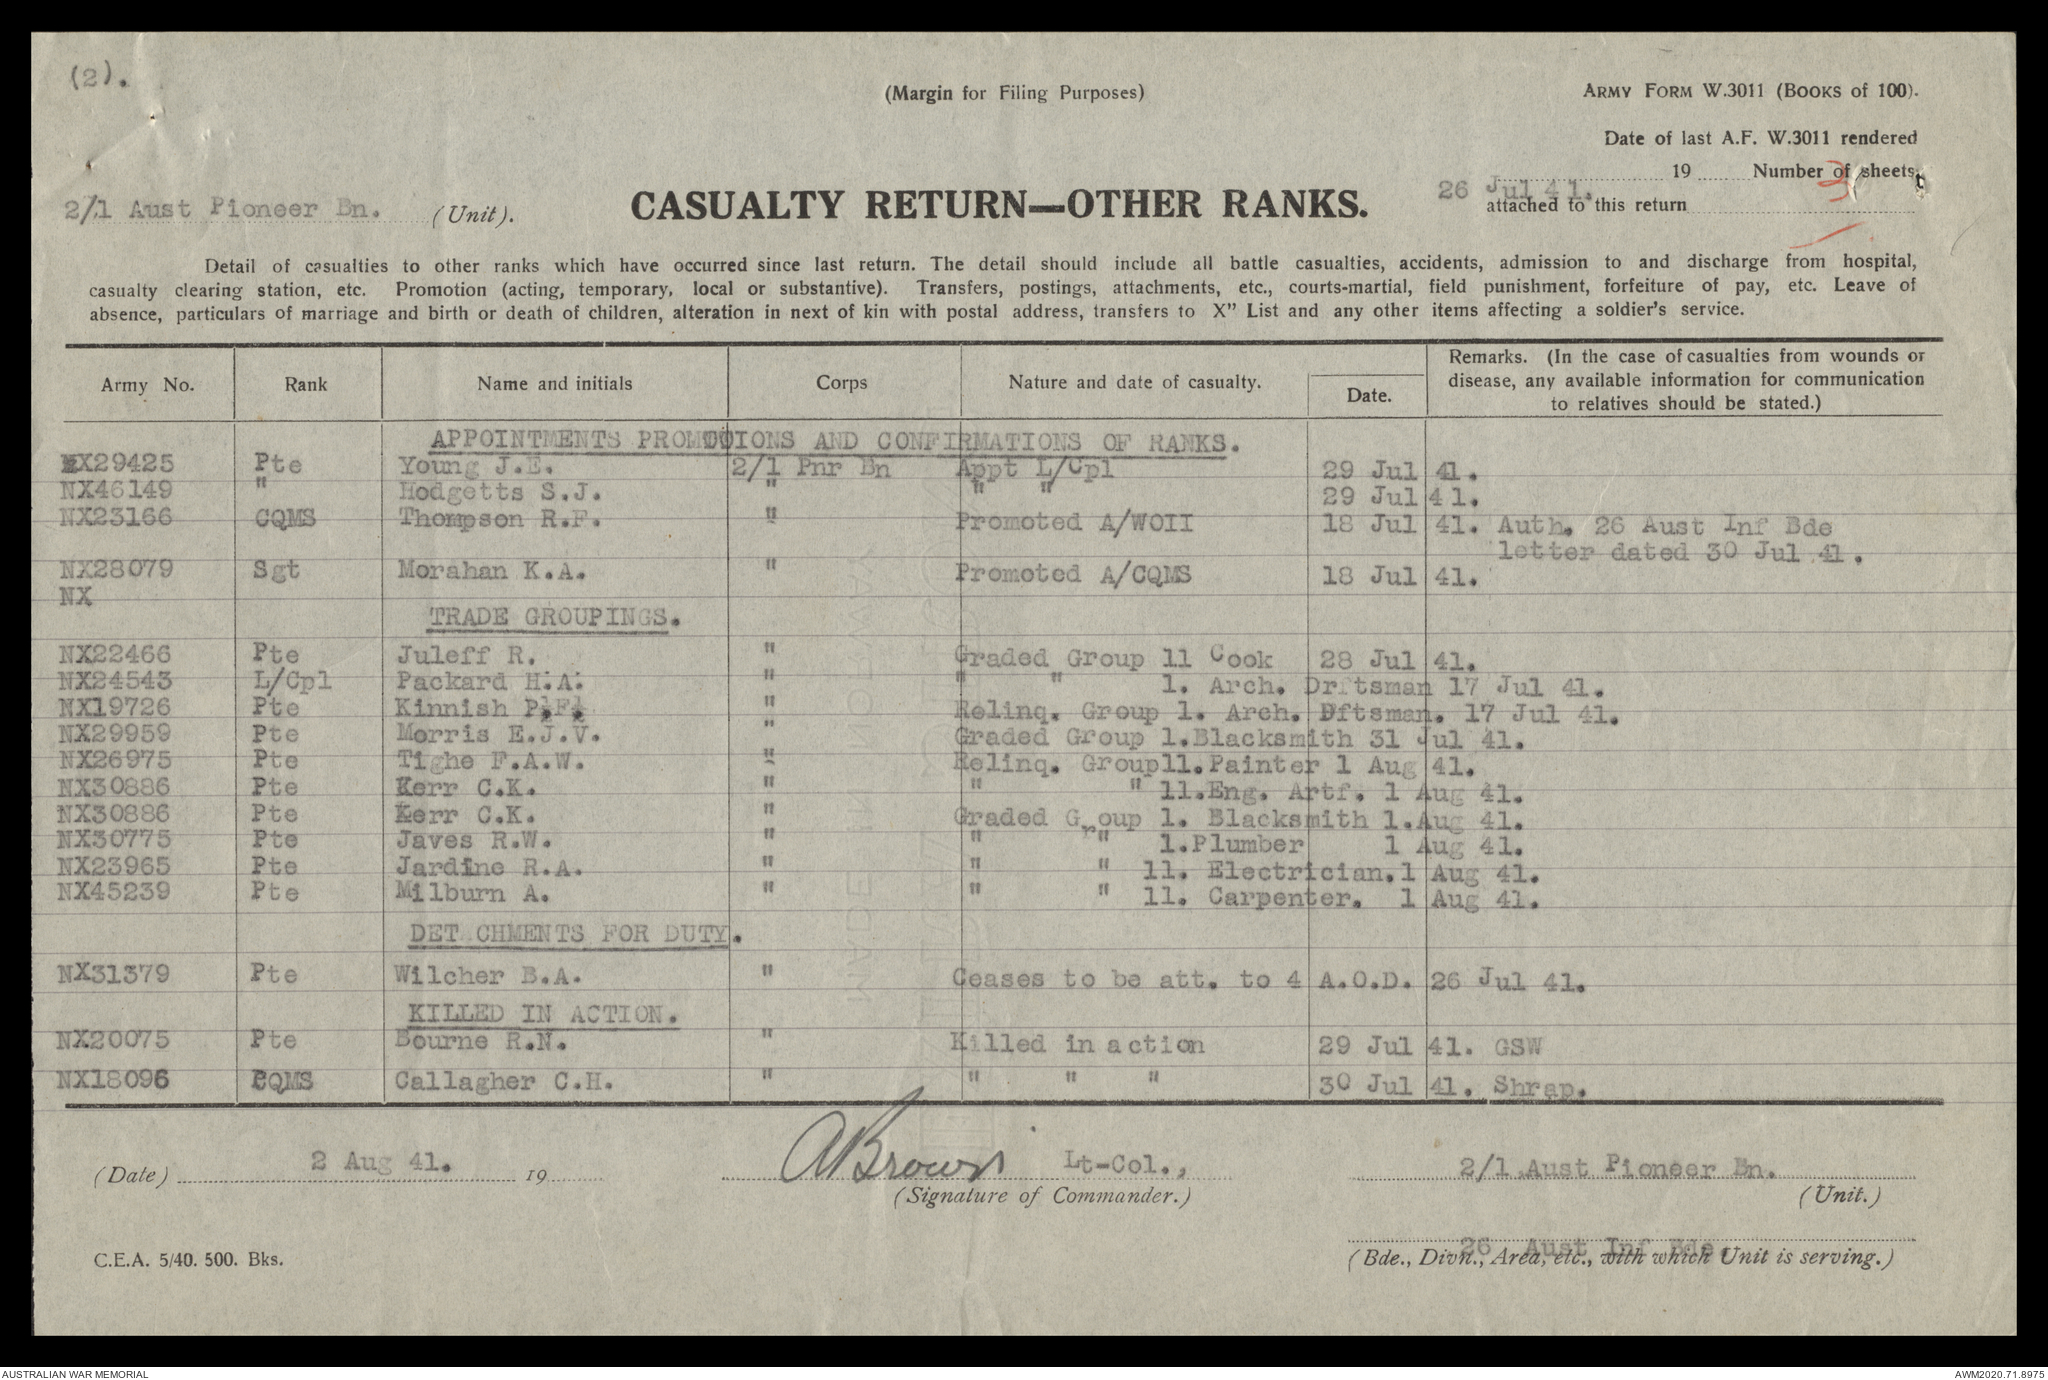 (2).
(Margin for Filing Purposes)
ARMY FORM W.3011 (BOOKS of 100).
Date of last A.F. W.3011 rendered
26 Jul 41. 19 Number of sheets
attached to this return 3
2/1 Aust Pioneer Bn. (Unit).
CASUALTY RETURN—OTHER RANKS.
Detail of casualties to other ranks which have occurred since last return. The detail should include all battle casualties, accidents, admission to and discharge from hospital,
casualty clearing station, etc. Promotion (acting, temporary, local or substantive). Transfers, postings, attachments, etc., courts-martial, field punishment, forfeiture of pay, etc. Leave of
absence, particulars of marriage and birth or death of children, alteration in next of kin with postal address, transfers to X" List and any other items affecting a soldier's service.
Army No. Rank Name and initials Corps Nature and date of casualty. Date. Remarks. (In the case of casualties from wounds or
disease, any available information for communication
to relatives should be stated.)
APPOINTMENTS PROMOTIONS AND CONFIRMATIONS OF RANKS.
NX29425 Pte Young J.E. 2/1 Pnr Bn Appt L/Cpl 29 Jul 41.
NX46149 " Hodgetts S.J. " " " 29 Jul 41.
NX23166 CQMS Thompson R.F. " Promoted A/WOII 18 Jul 41. Auth. 26 Aust Inf Bde
letter dated 30 Jul 41.
NX28079 Sgt Morahan K.A. " Promoted A/CQMS 18 Jul 41.
NX
TRADE GROUPINGS.
NX22466 Pte Juleff R. " Graded Group 11 Cook 28 Jul 41.
NX24543 L/Cpl Packard H.A. " " " 1. Arch. Drftsman 17 Jul 41.
NX19726 Pte Kinnish P.F. " Relinq. Group 1. Arch. Dftsman. 17 Jul 41.
NX29959 Pte Morris E.J.V. " Graded Group 1.Blacksmith 31 Jul 41.
NX26975 Pte Tighe F.A.W. " Relinq. Group11.Painter 1 Aug 41.
NX30886 Pte Kerr C.K. " " " 11.Eng. Artf. 1 Aug 41.
NX30886 Pte Kerr C.K. " Graded Group 1. Blacksmith 1.Aug 41.
NX30775 Pte Javes R.W. " " " 1.Plumber 1 Aug 41.
NX23965 Pte Jardine R.A. " " " 11. Electrician.1 Aug 41.
NX45239 Pte Milburn A. " " " 11. Carpenter. 1 Aug 41.
DET CHMENTS FOR DUTY.
NX31379 Pte Wilcher B.A. " Ceases to be att. to 4 A.O.D. 26 Jul 41.
KILLED IN ACTION.
NX20075 Pte Bourne R.N. " Killed in action 29 Jul 41. GSW
NX18096 CQMS Callagher C.H. " " " " 30 Jul 41. Shrap.
(Date) 2 Aug 41. 19
ABrown Lt-Col.,
(Signature of Commander.)
2/1 Aust Pioneer Bn.
(Unit.)
26 Aust Inf Bde.
(Bde., Divn., Area, etc., with which Unit is serving.)
C.E.A. 5/40. 500. Bks.
AUSTRALIAN WAR MEMORIAL
AWM2020.71.8975